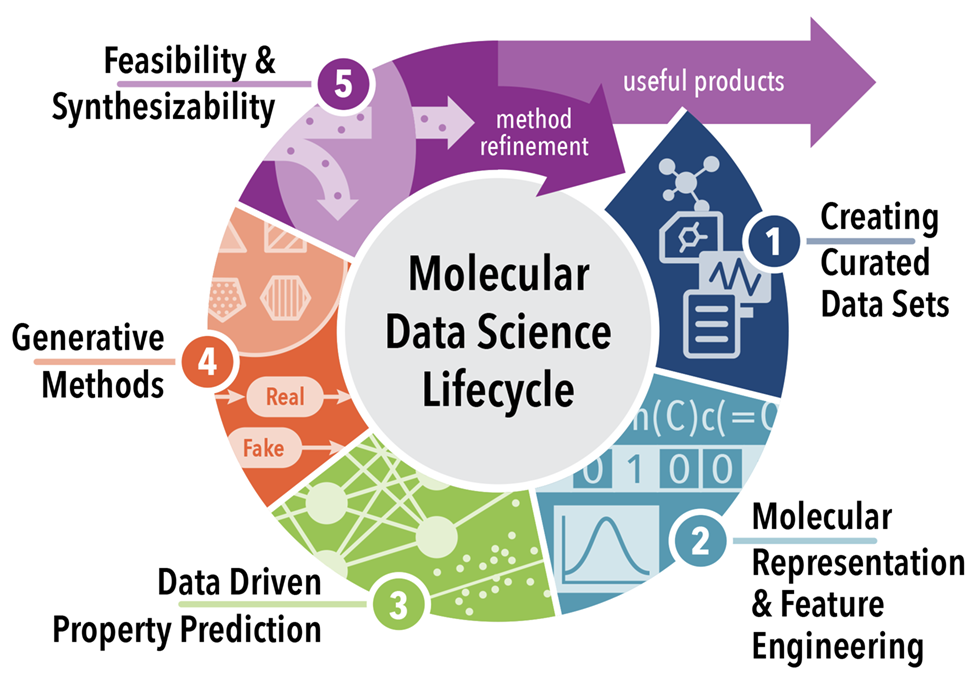 Feasibility &
Synthesizability
5
useful products
method
refinement
Molecular
Data Science
Lifecycle
1
Creating
Curated
Data Sets
Generative
Methods
4
Real
Fake
n(C)c(=
0 1 0 0
2
Molecular
Representation
& Feature
Engineering
Data Driven
Property Prediction
3